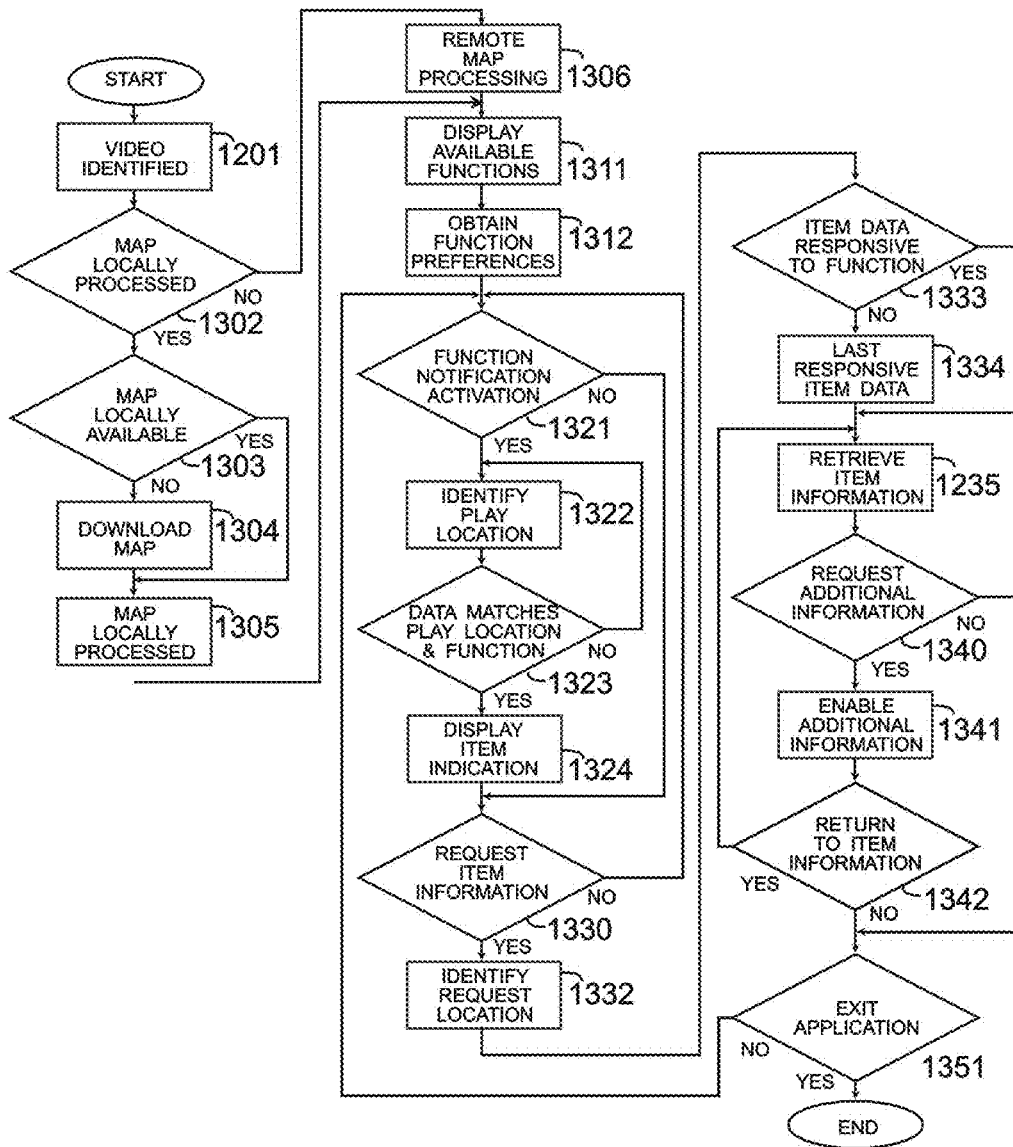 START
VIDEO
IDENTIFIED
1201
MAP
LOCALLY
PROCESSED
NO
1302
YES
MAP
LOCALLY
AVAILABLE
YES
1303
NO
DOWNLOAD
MAP
1304
MAP
LOCALLY
PROCESSED
1305
REMOTE
MAP
PROCESSING
1306
DISPLAY
AVAILABLE
FUNCTIONS
1311
OBTAIN
FUNCTION
PREFERENCES
1312
FUNCTION
NOTIFICATION
ACTIVATION
NO
1321
YES
IDENTIFY
PLAY
LOCATION
1322
DATA MATCHES
PLAY LOCATION
& FUNCTION
NO
1323
YES
DISPLAY
ITEM
INDICATION
1324
REQUEST
ITEM
INFORMATION
NO
1330
YES
IDENTIFY
REQUEST
LOCATION
1332
ITEM DATA
RESPONSIVE
TO FUNCTION
YES
1333
NO
LAST
RESPONSIVE
ITEM DATA
1334
RETRIEVE
ITEM
INFORMATION
1235
REQUEST
ADDITIONAL
INFORMATION
NO
1340
YES
ENABLE
ADDITIONAL
INFORMATION
1341
RETURN
TO ITEM
INFORMATION
YES
1342
NO
EXIT
APPLICATION
NO
1351
YES
END